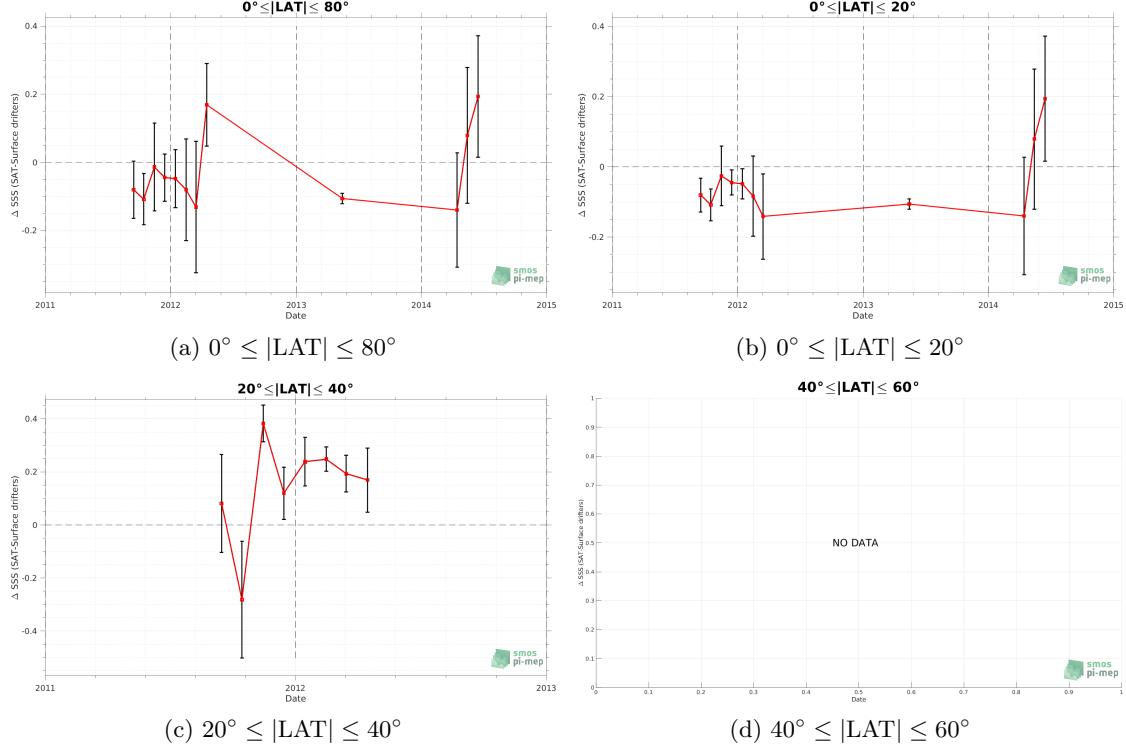 0°≤|LAT|≤ 80°
0.4
0.2
0
-0.2
Δ SSS (SAT-Surface drifters)
2011
2012
2013
2014
2015
Date
smos
pi-mep
(a) 0° ≤ |LAT| ≤ 80°
0°≤|LAT|≤ 20°
0.4
0.2
0
-0.2
Δ SSS (SAT-Surface drifters)
2011
2012
2013
2014
2015
Date
smos
pi-mep
(b) 0° ≤ |LAT| ≤ 20°
20°≤|LAT|≤ 40°
0.4
0.2
0
-0.2
-0.4
Δ SSS (SAT-Surface drifters)
2011
2012
2013
Date
smos
pi-mep
(c) 20° ≤ |LAT| ≤ 40°
40°≤|LAT|≤ 60°
1
0.9
0.8
0.7
0.6
0.5
0.4
0.3
0.2
0.1
0
Δ SSS (SAT-Surface drifters)
NO DATA
0
0.1
0.2
0.3
0.4
0.5
0.6
0.7
0.8
0.9
1
Date
smos
pi-mep
(d) 40° ≤ |LAT| ≤ 60°